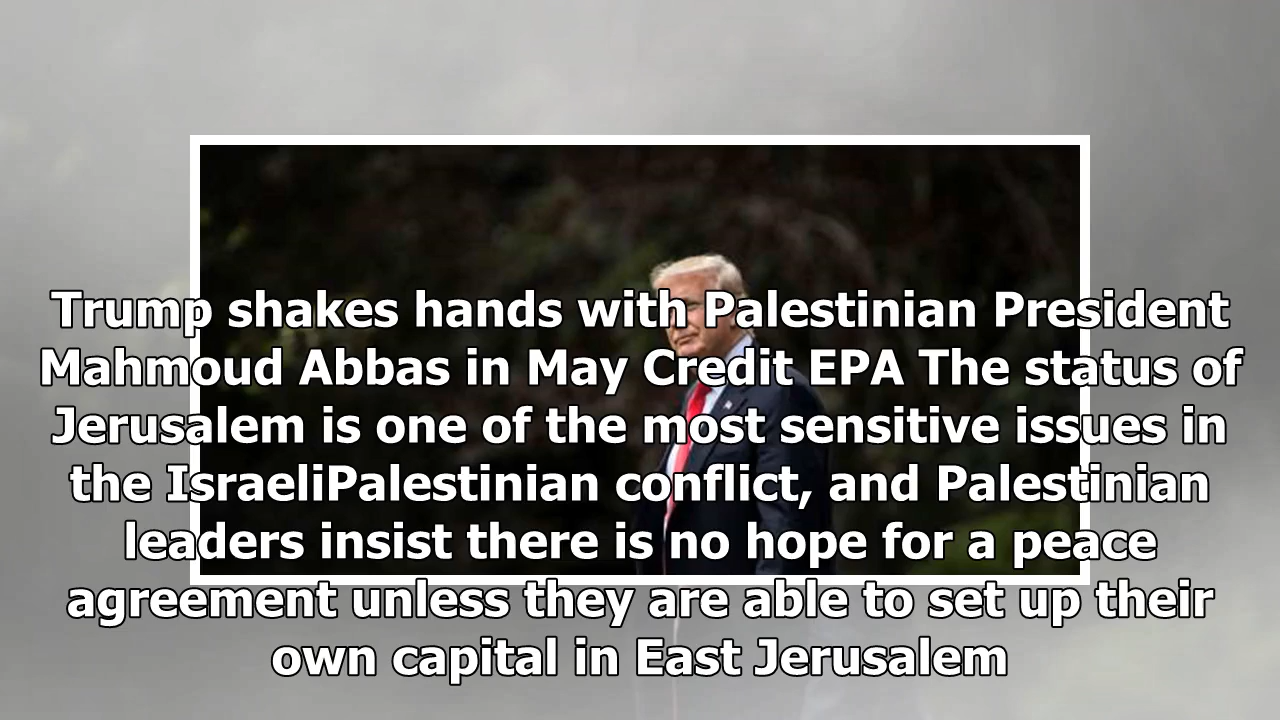 Trump shakes hands with Palestinian President
Mahmoud Abbas in May Credit EPA The status of
Jerusalem is one of the most sensitive issues in
the IsraeliPalestinian conflict, and Palestinian
leaders insist there is no hope for a peace
agreement unless they are able to set up their
own capital in East Jerusalem